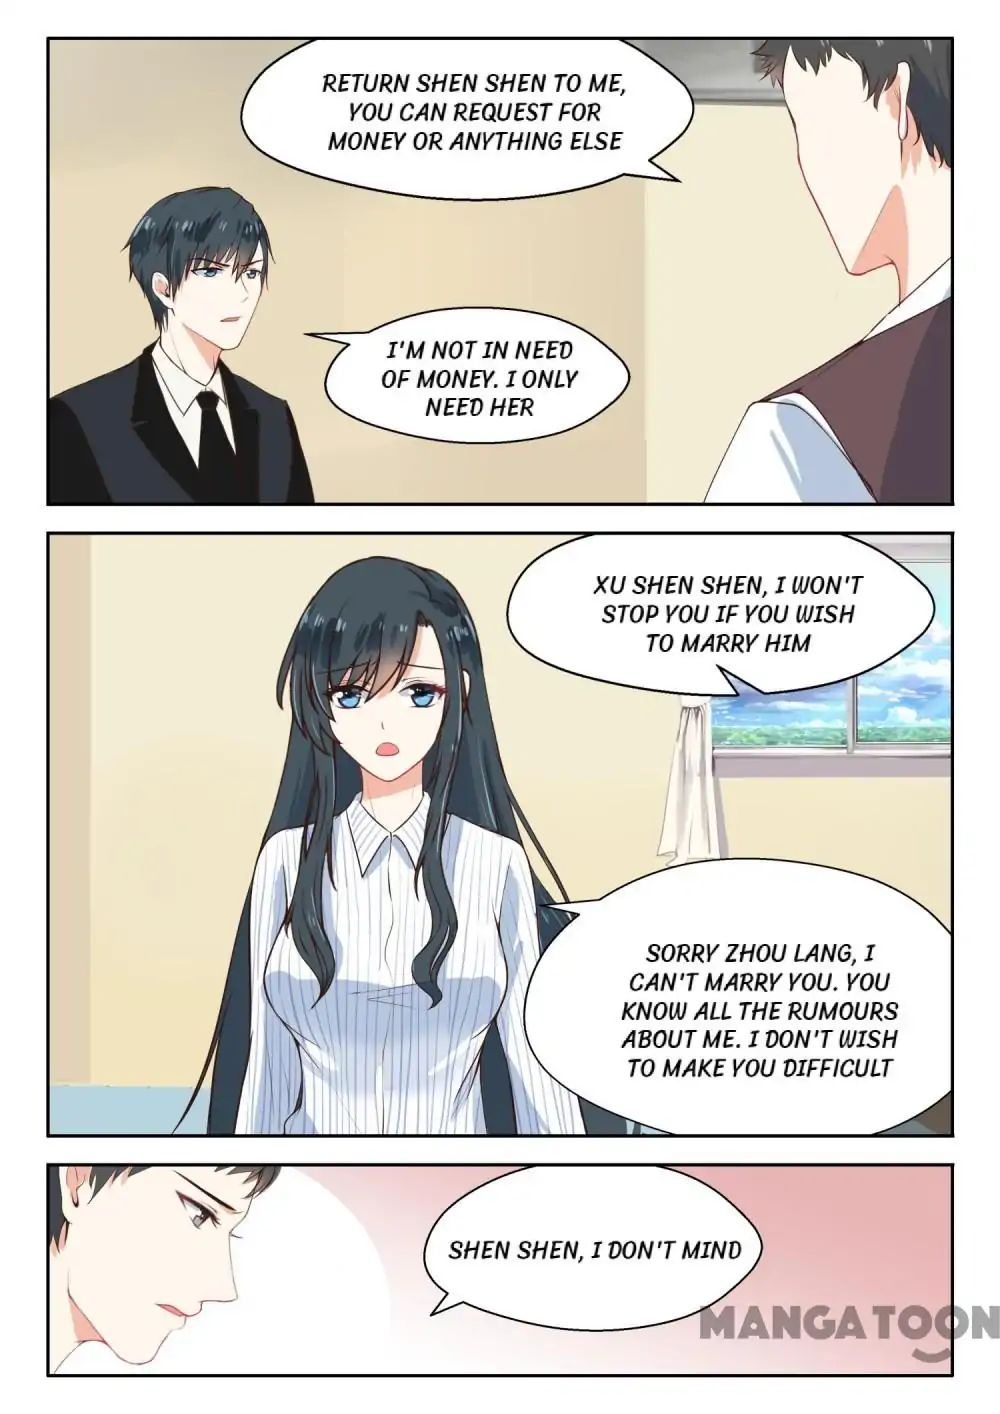 RETURN SHEN SHEN TO ME,
YOU CAN REQUEST FOR
MONEY OR ANYTHING ELSE
I'M NOT IN NEED
OF MONEY. I ONLY
NEED HER
XU SHEN SHEN, I WON'T
STOP YOU IF YOU WISH
TO MARRY HIM
SORRY ZHOU LANG, I
CAN'T MARRY YOU. YOU
KNOW ALL THE RUMOURS
ABOUT ME. I DON'T WISH
TO MAKE YOU DIFFICULT
SHEN SHEN, I DON'T MIND
MANGATOON